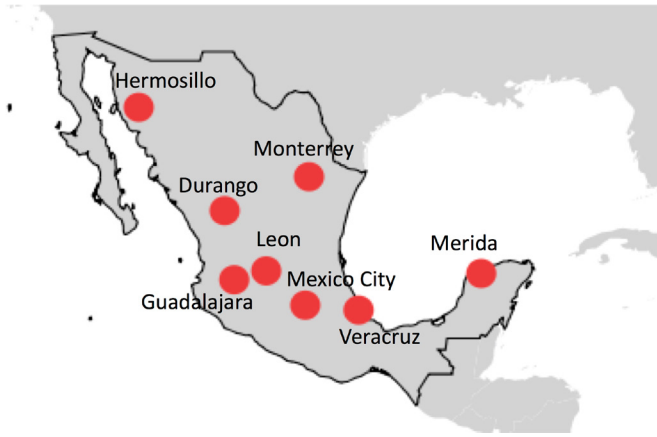 Hermosillo
Monterrey
Durango
Leon
Merida
Mexico City
Guadalajara
Veracruz